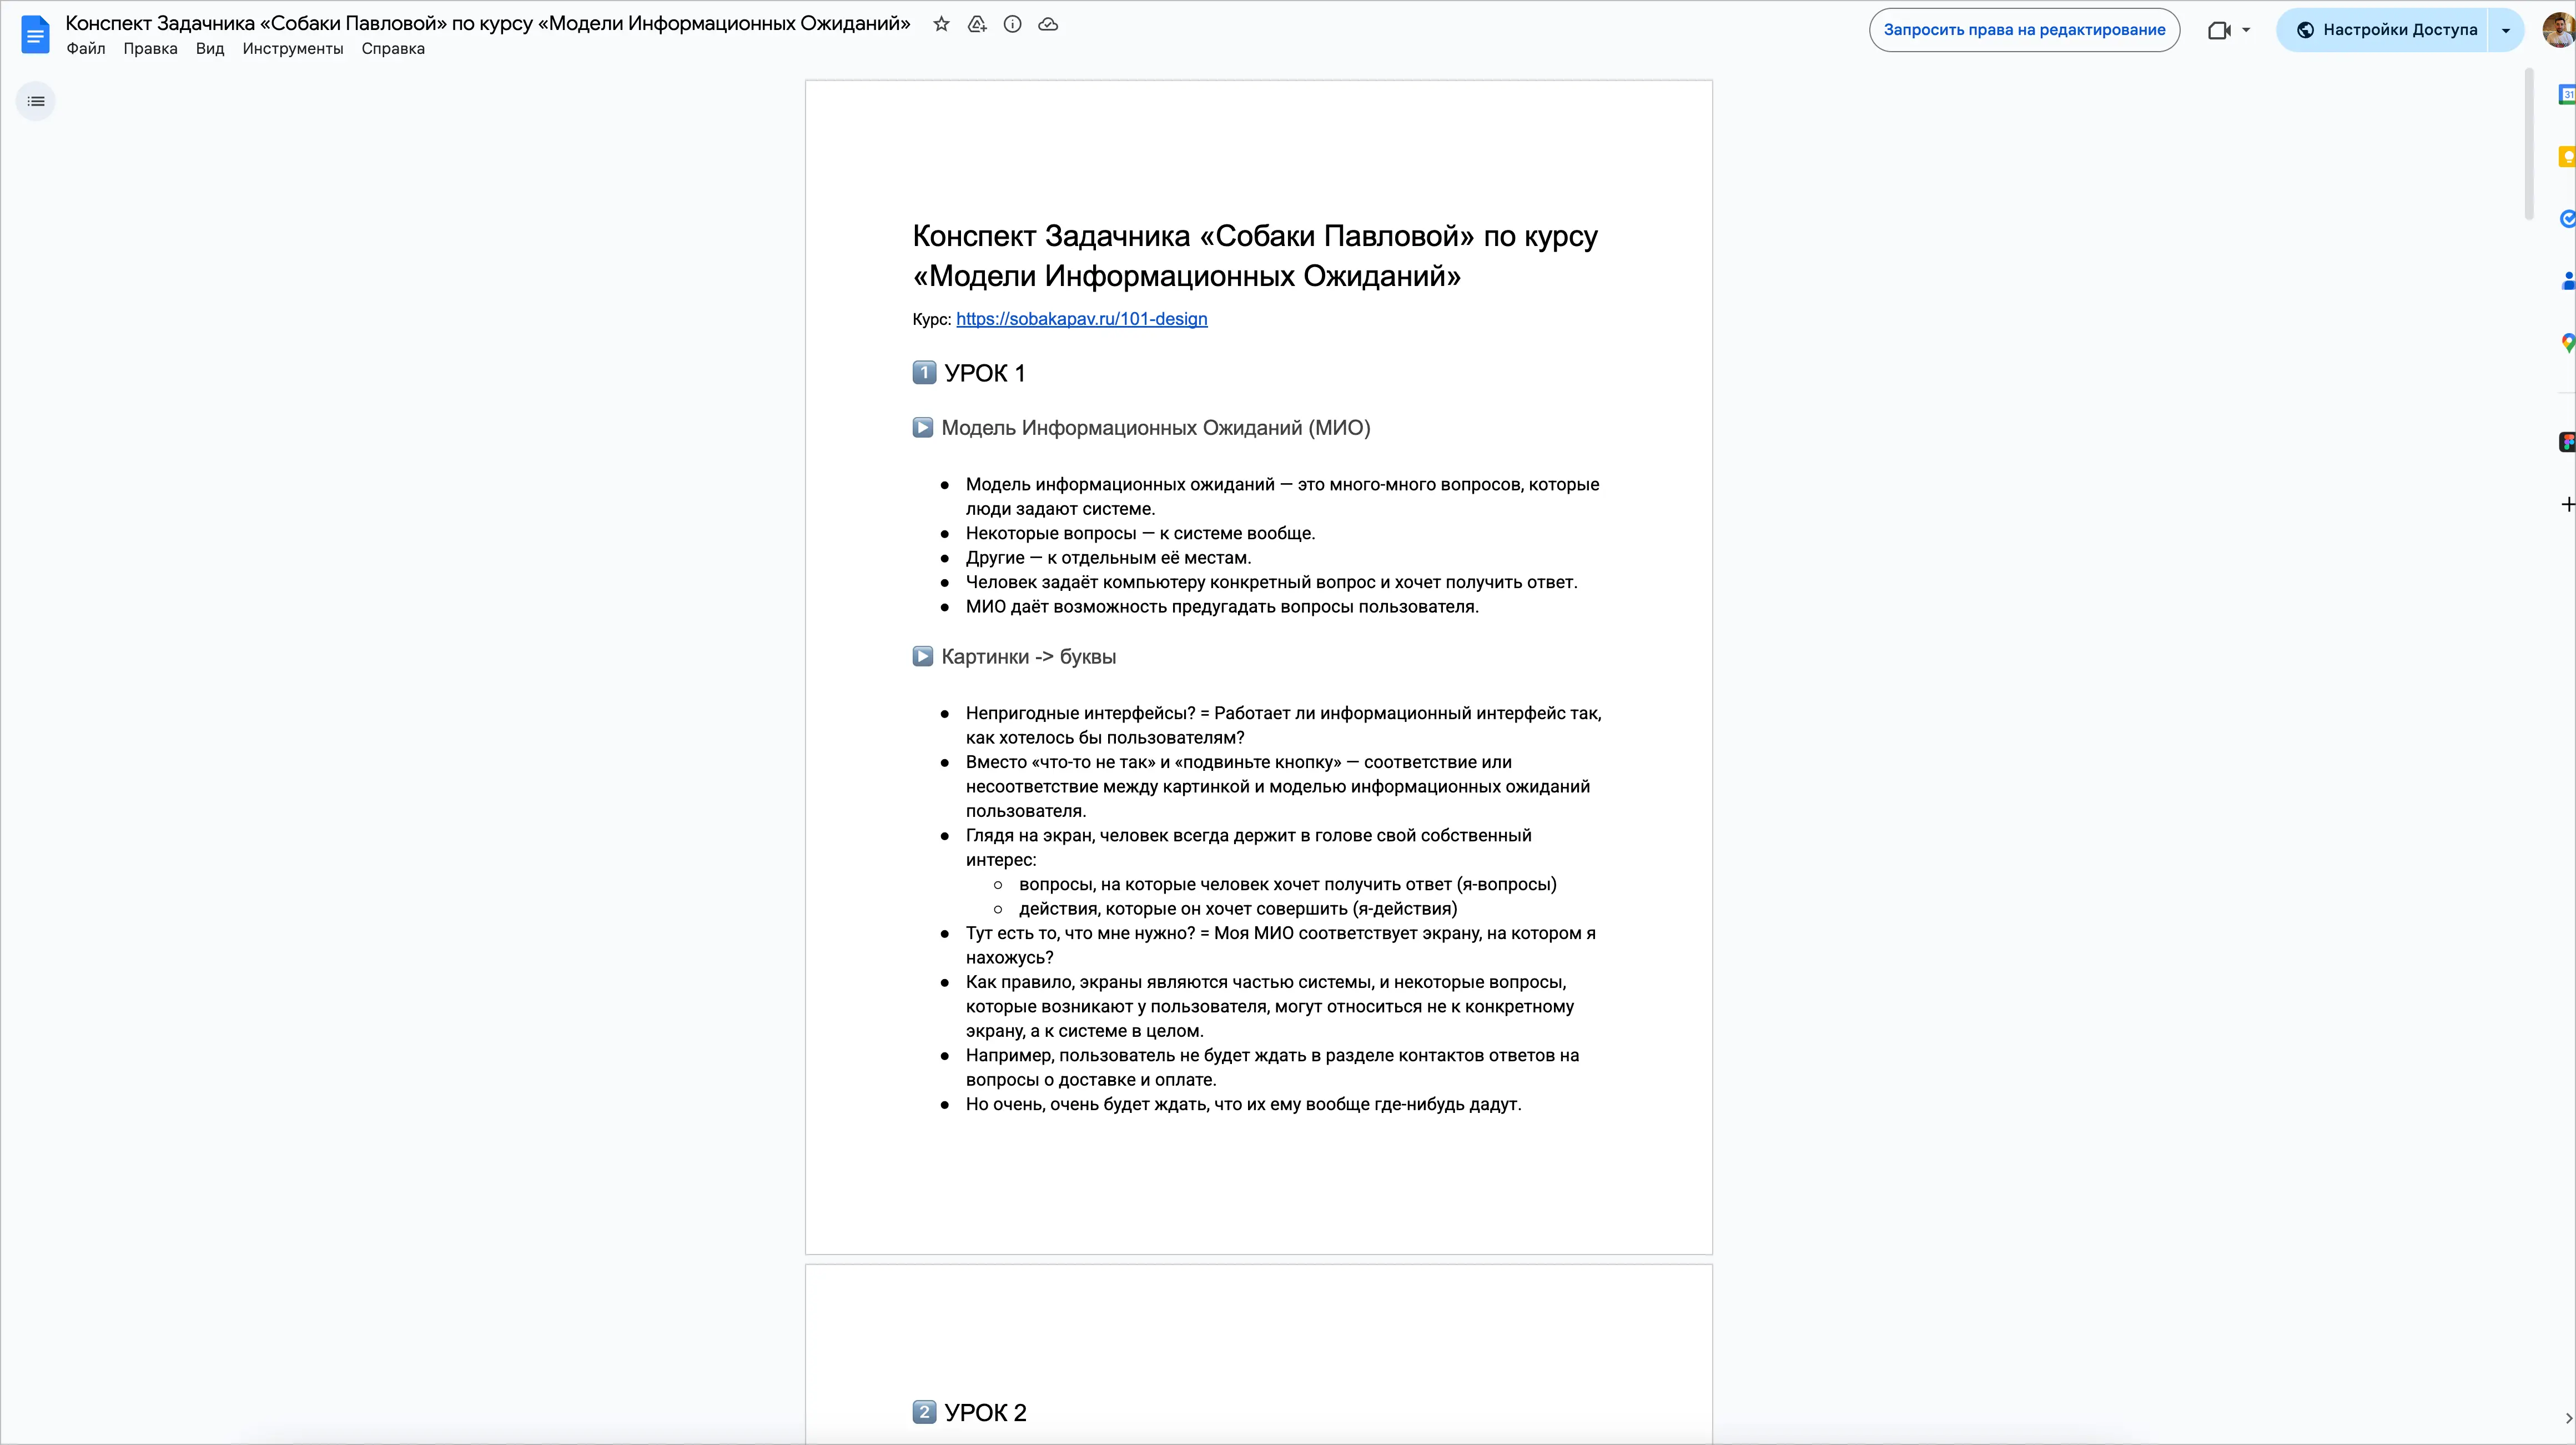 Конспект Задачника «Собаки Павловой» по курсу «Модели Информационных Ожиданий»
Файл Правка Вид Инструменты Справка
Запросить права на редактирование
Настройки Доступа
31
Конспект Задачника «Собаки Павловой» по курсу
«Модели Информационных Ожиданий»
Курс: https://sobakapav.ru/101-design
1 УРОК 1
Модель Информационных Ожиданий (МИО)
● Модель информационных ожиданий — это много-много вопросов, которые
люди задают системе.
● Некоторые вопросы — к системе вообще.
● Другие — к отдельным её местам.
● Человек задаёт компьютеру конкретный вопрос и хочет получить ответ.
● МИО даёт возможность предугадать вопросы пользователя.
Картинки -> буквы
● Непригодные интерфейсы? = Работает ли информационный интерфейс так,
как хотелось бы пользователям?
● Вместо «что-то не так» и «подвиньте кнопку» — соответствие или
несоответствие между картинкой и моделью информационных ожиданий
пользователя.
● Глядя на экран, человек всегда держит в голове свой собственный
интерес:
○ вопросы, на которые человек хочет получить ответ (я-вопросы)
○ действия, которые он хочет совершить (я-действия)
● Тут есть то, что мне нужно? = Моя МИО соответствует экрану, на котором я
нахожусь?
● Как правило, экраны являются частью системы, и некоторые вопросы,
которые возникают у пользователя, могут относиться не к конкретному
экрану, а к системе в целом.
● Например, пользователь не будет ждать в разделе контактов ответов на
вопросы о доставке и оплате.
● Но очень, очень будет ждать, что их ему вообще где-нибудь дадут.
2 УРОК 2